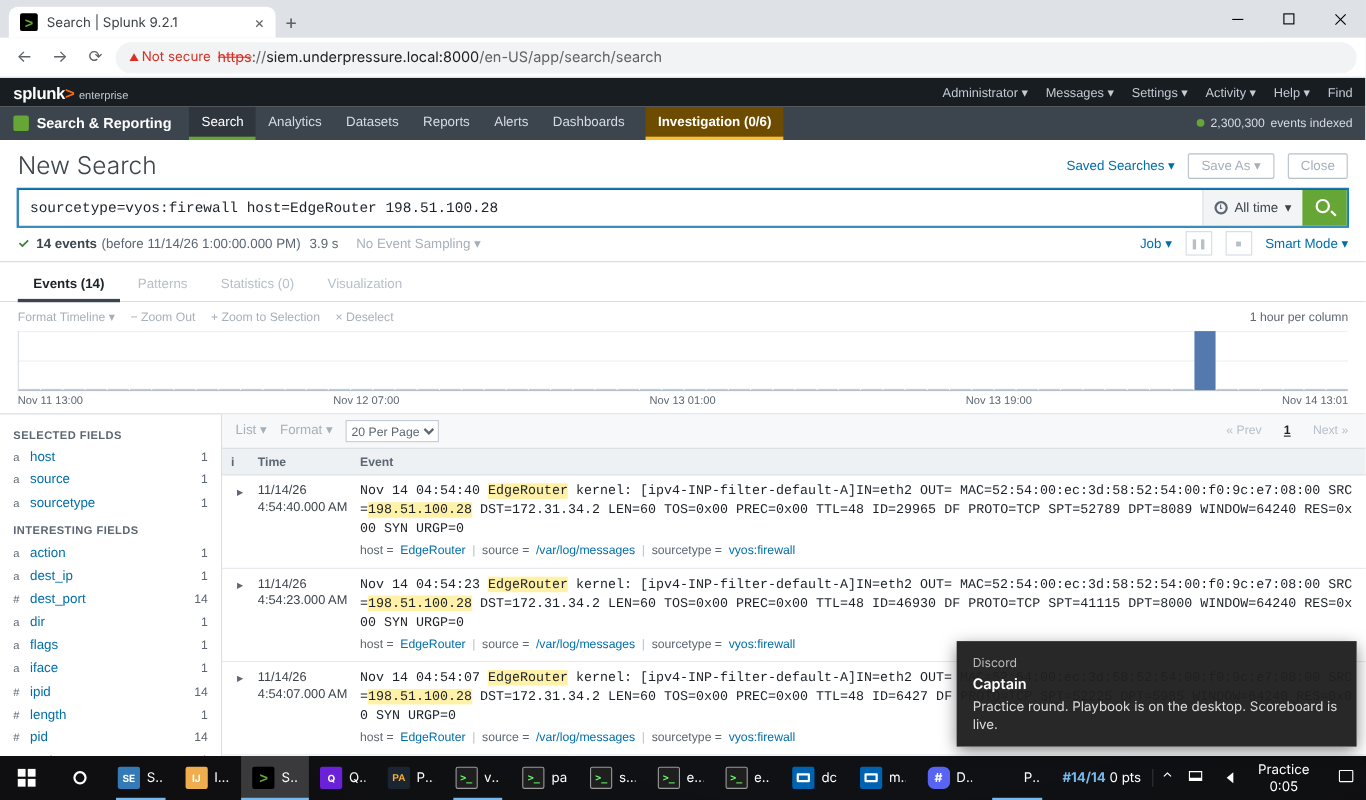 Search | Splunk 9.2.1
Not secure https://siem.underpressure.local:8000/en-US/app/search/search
splunk> enterprise
Administrator ▾ Messages ▾ Settings ▾ Activity ▾ Help ▾ Find
Search & Reporting Search Analytics Datasets Reports Alerts Dashboards Investigation (0/6) 2,300,300 events indexed
New Search
Saved Searches ▾ Save As ▾ Close
sourcetype=vyos:firewall host=EdgeRouter 198.51.100.28 All time ▾
14 events (before 11/14/26 1:00:00.000 PM) 3.9 s No Event Sampling ▾ Job ▾ Smart Mode ▾
Events (14) Patterns Statistics (0) Visualization
Format Timeline ▾ − Zoom Out + Zoom to Selection × Deselect 1 hour per column
Nov 11 13:00 Nov 12 07:00 Nov 13 01:00 Nov 13 19:00 Nov 14 13:01
SELECTED FIELDS
a host 1
a source 1
a sourcetype 1
INTERESTING FIELDS
a action 1
a dest_ip 1
# dest_port 14
a dir 1
a flags 1
a iface 1
# ipid 14
# length 1
# pid 14
List ▾ Format ▾ 20 Per Page « Prev 1 Next »
i Time Event
11/14/26
4:54:40.000 AM
Nov 14 04:54:40 EdgeRouter kernel: [ipv4-INP-filter-default-A]IN=eth2 OUT= MAC=52:54:00:ec:3d:58:52:54:00:f0:9c:e7:08:00 SRC
=198.51.100.28 DST=172.31.34.2 LEN=60 TOS=0x00 PREC=0x00 TTL=48 ID=29965 DF PROTO=TCP SPT=52789 DPT=8089 WINDOW=64240 RES=0x
00 SYN URGP=0
host = EdgeRouter | source = /var/log/messages | sourcetype = vyos:firewall
11/14/26
4:54:23.000 AM
Nov 14 04:54:23 EdgeRouter kernel: [ipv4-INP-filter-default-A]IN=eth2 OUT= MAC=52:54:00:ec:3d:58:52:54:00:f0:9c:e7:08:00 SRC
=198.51.100.28 DST=172.31.34.2 LEN=60 TOS=0x00 PREC=0x00 TTL=48 ID=46930 DF PROTO=TCP SPT=41115 DPT=8000 WINDOW=64240 RES=0x
00 SYN URGP=0
host = EdgeRouter | source = /var/log/messages | sourcetype = vyos:firewall
11/14/26
4:54:07.000 AM
Nov 14 04:54:07 EdgeRouter kernel: [ipv4-INP-filter-default-A]IN=eth2 OUT=
=198.51.100.28 DST=172.31.34.2 LEN=60 TOS=0x00 PREC=0x00 TTL=48 ID=6427 DF
0 SYN URGP=0
host = EdgeRouter | source = /var/log/messages | sourcetype = vyos:firewall
Discord
Captain
Practice round. Playbook is on the desktop. Scoreboard is
live.
SE S.. IJ I... > S.. Q Q.. PA P.. >_ v.. >_ pa >_ s... >_ e.. >_ e.. dc m. # D.. P.. #14/14 0 pts Practice
0:05